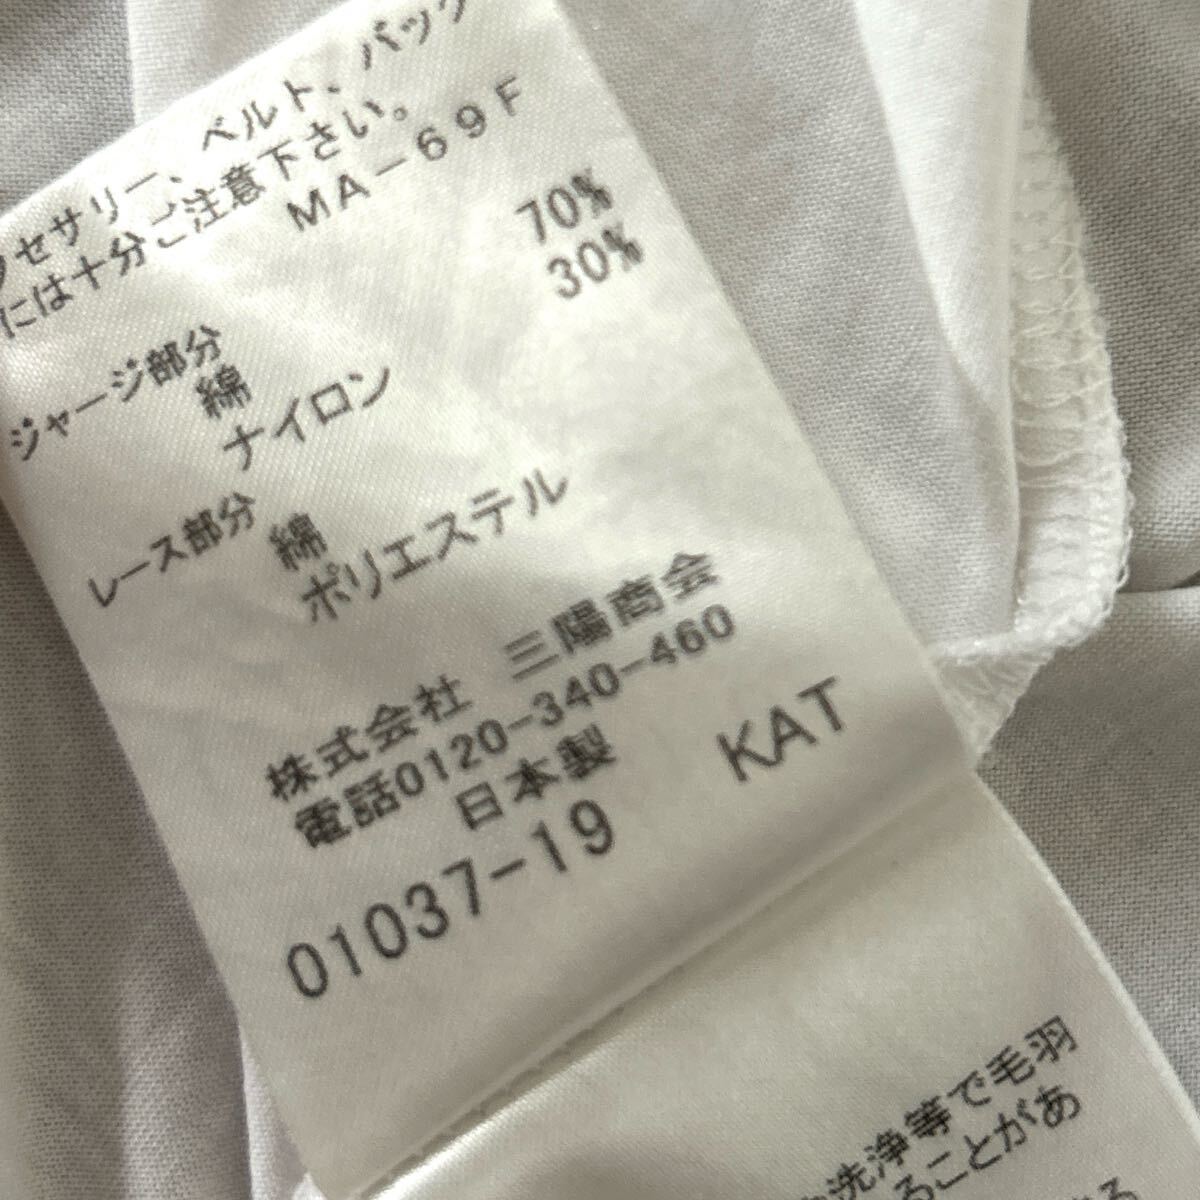 セサリー、ベルト、バッグ
には十分ご注意下さい。
MA-69F
ジャージ部分
綿 70%
ナイロン 30%
レース部分
綿
ポリエステル
株式会社 三陽商会
電話0120-340-460
日本製 KAT
01037-19
洗浄等で毛羽
ることがあ